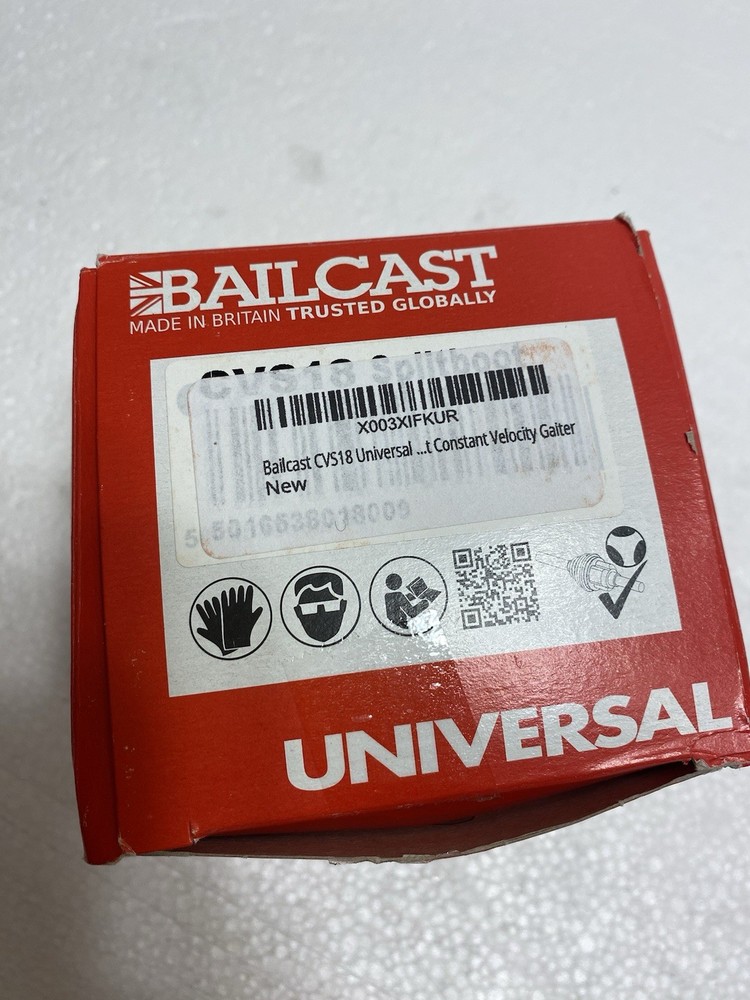 BAILCAST
MADE IN BRITAIN TRUSTED GLOBALLY
CVS18 Splitboot
X003XIFKUR
Bailcast CVS18 Universal ...t Constant Velocity Gaiter
New
UNIVERSAL